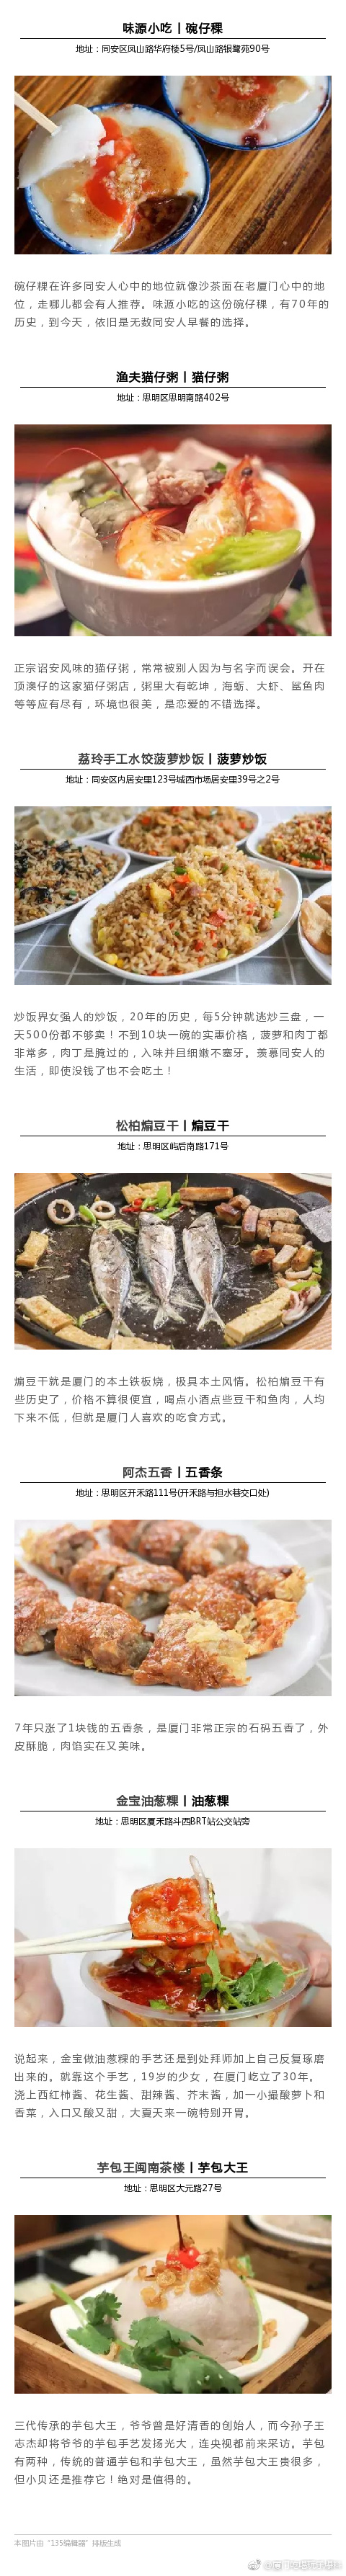 味源小吃丨碗仔粿
地址：同安区凤山路华府楼5号/凤山路银鹭苑90号
碗仔粿在许多同安人心中的地位就像沙茶面在老厦门心中的地
位，走哪儿都会有人推荐。味源小吃的这份碗仔粿，有70年的
历史，到今天，依旧是无数同安人早餐的选择。
渔夫猫仔粥丨猫仔粥
地址：思明区思明南路402号
正宗诏安风味的猫仔粥，常常被别人因为与名字而误会。开在
顶澳仔的这家猫仔粥店，粥里大有乾坤，海蛎、大虾、鲨鱼肉
等等应有尽有，环境也很美，是恋爱的不错选择。
荔玲手工水饺菠萝炒饭丨菠萝炒饭
地址：同安区内居安里123号城西市场居安里39号之2号
炒饭界女强人的炒饭，20年的历史，每5分钟就逃炒三盘，一
天500份都不够卖！不到10块一碗的实惠价格，菠萝和肉丁都
非常多，肉丁是腌过的，入味并且细嫩不塞牙。羡慕同安人的
生活，即使没钱了也不会吃土！
松柏煸豆干丨煸豆干
地址：思明区屿后南路171号
煸豆干就是厦门的本土铁板烧，极具本土风情。松柏煸豆干有
些历史了，价格不算很便宜，喝点小酒点些豆干和鱼肉，人均
下来不低，但就是厦门人喜欢的吃食方式。
阿杰五香丨五香条
地址：思明区开禾路111号(开禾路与担水巷交口处)
7年只涨了1块钱的五香条，是厦门非常正宗的石码五香了，外
皮酥脆，肉馅实在又美味。
金宝油葱粿丨油葱粿
地址：思明区厦禾路斗西BRT站公交站旁
说起来，金宝做油葱粿的手艺还是到处拜师加上自己反复琢磨
出来的。就靠这个手艺，19岁的少女，在厦门屹立了30年。
浇上西红柿酱、花生酱、甜辣酱、芥末酱，加一小撮酸萝卜和
香菜，入口又酸又甜，大夏天来一碗特别开胃。
芋包王闽南茶楼丨芋包大王
地址：思明区大元路27号
三代传承的芋包大王，爷爷曾是好清香的创始人，而今孙子王
志杰却将爷爷的芋包手艺发扬光大，连央视都前来采访。芋包
有两种，传统的普通芋包和芋包大王，虽然芋包大王贵很多，
但小贝还是推荐它！绝对是值得的。
本图片由“135编辑器”排版生成